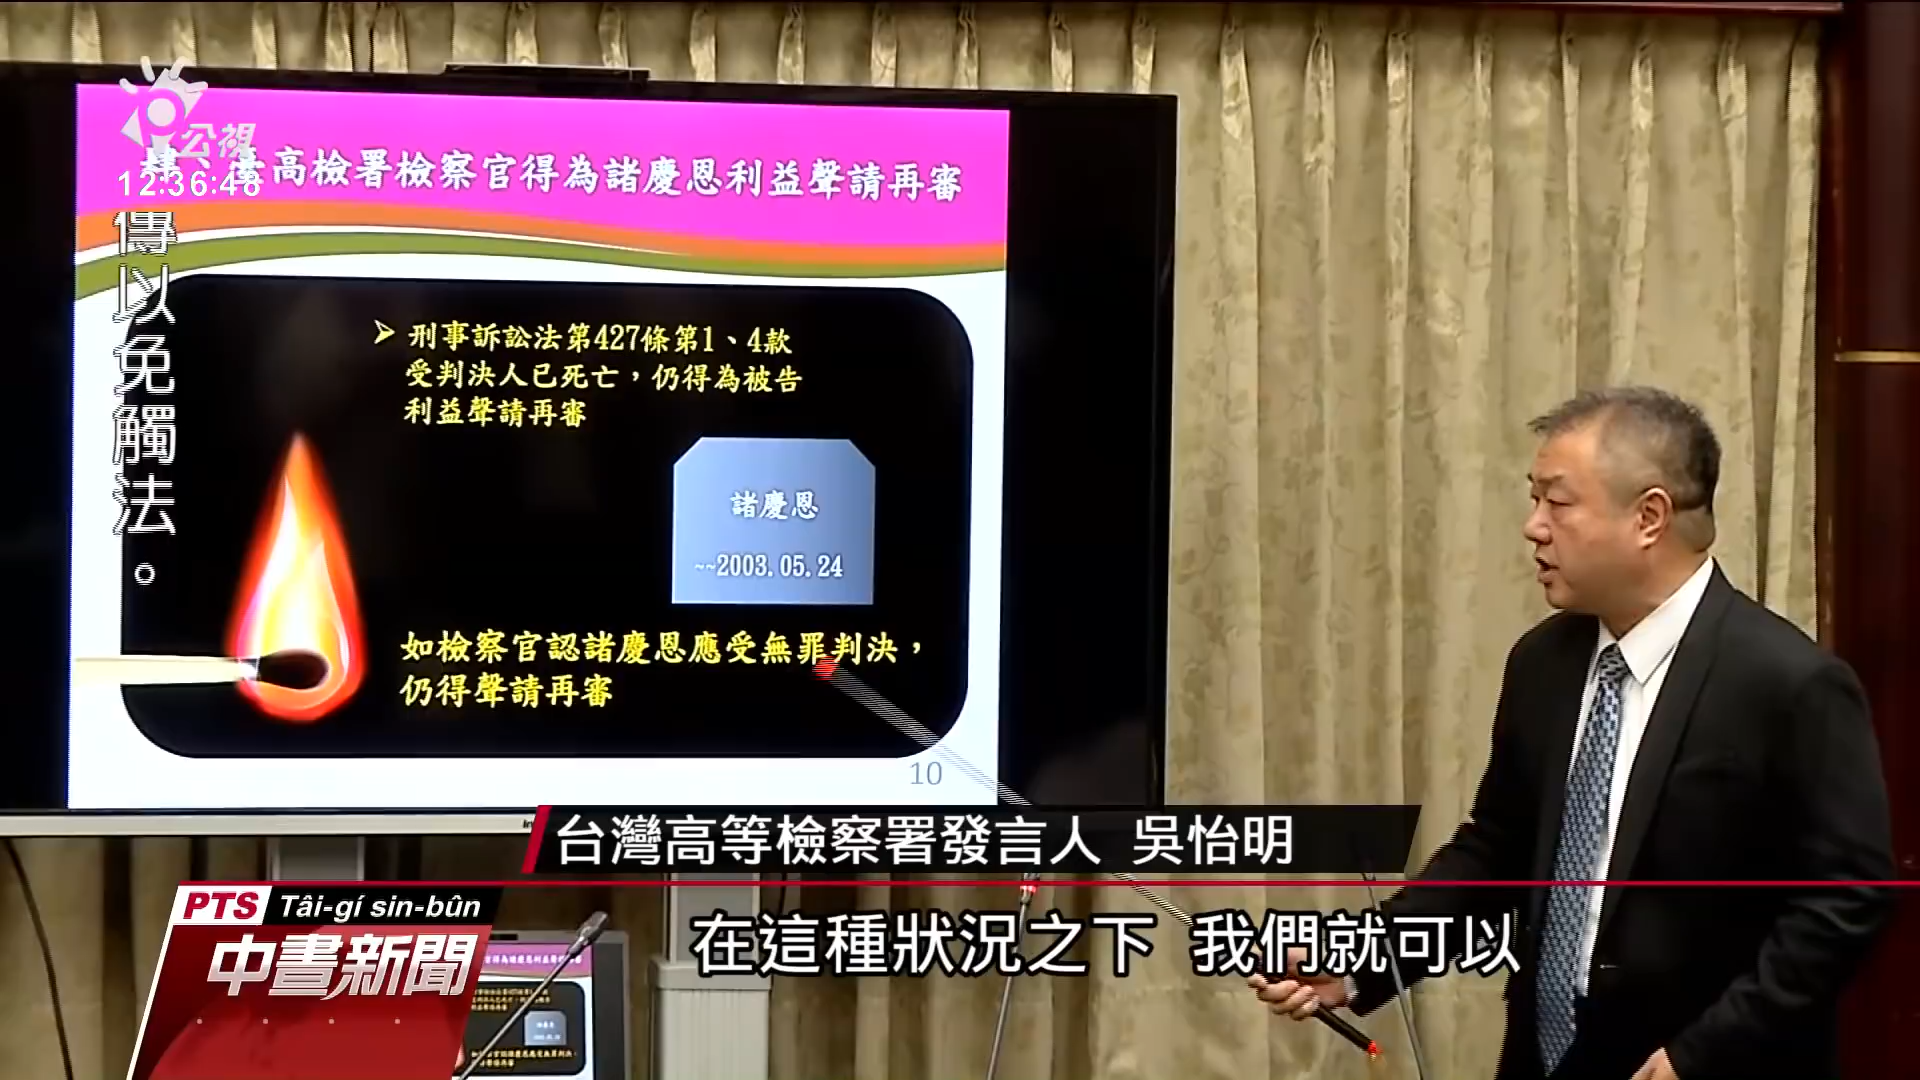 公視
12:36:48
高檢署檢察官得為諸慶恩利益聲請再審
傳以免觸法。
➢ 刑事訴訟法第427條第1、4款
受判決人已死亡，仍得為被告
利益聲請再審
諸慶恩
~~2003.05.24
如檢察官認諸慶恩應受無罪判決，
仍得聲請再審
10
台灣高等檢察署發言人 吳怡明
PTS Tâi-gí sin-bûn
中晝新聞
在這種狀況之下 我們就可以